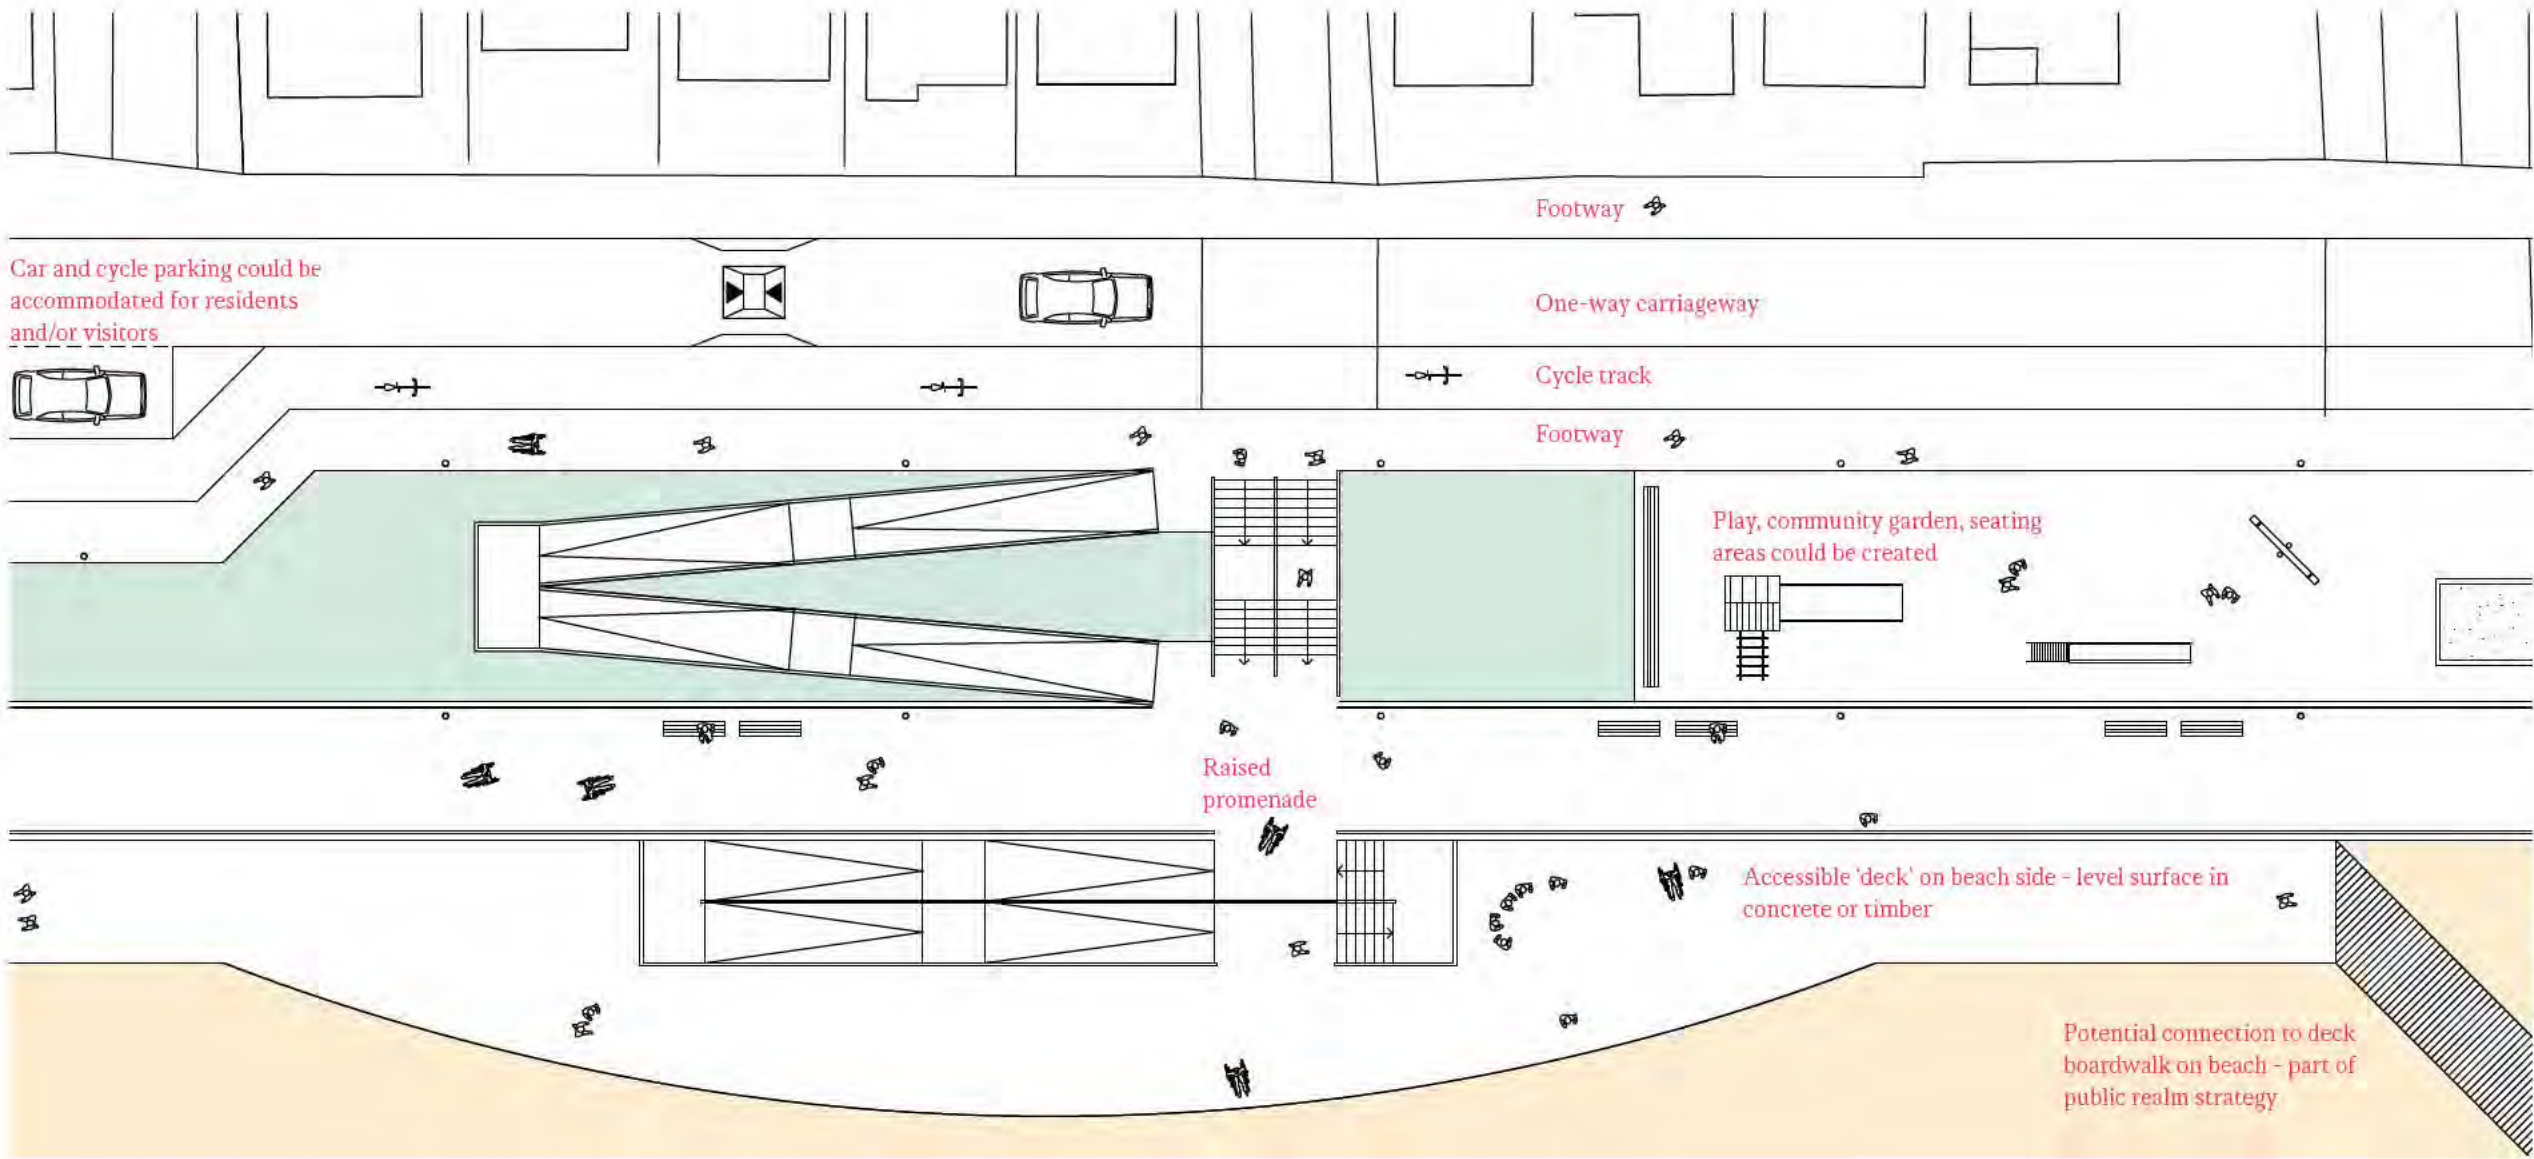 Footway
Car and cycle parking could be
accommodated for residents
and/or visitors
One-way carriageway
Cycle track
Footway
Play, community garden, seating
areas could be created
Raised
promenade
Accessible 'deck' on beach side - level surface in
concrete or timber
Potential connection to deck
boardwalk on beach - part of
public realm strategy